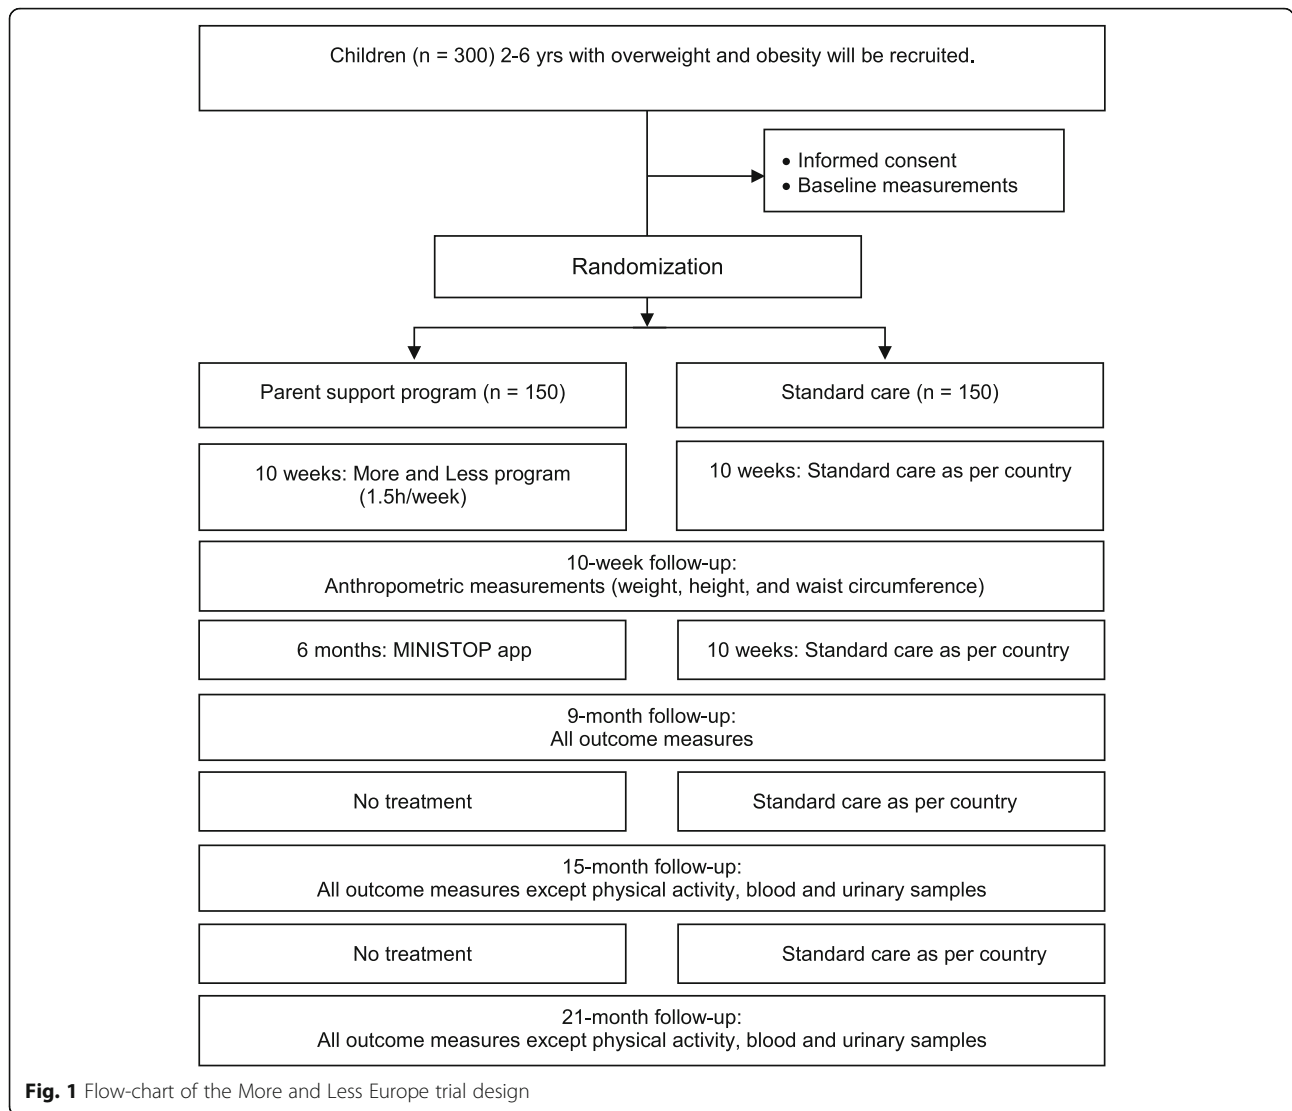 Children (n = 300) 2-6 yrs with overweight and obesity will be recruited.
• Informed consent
• Baseline measurements
Randomization
Parent support program (n = 150)
Standard care (n = 150)
10 weeks: More and Less program
(1.5h/week)
10 weeks: Standard care as per country
10-week follow-up:
Anthropometric measurements (weight, height, and waist circumference)
6 months: MINISTOP app
10 weeks: Standard care as per country
9-month follow-up:
All outcome measures
No treatment
Standard care as per country
15-month follow-up:
All outcome measures except physical activity, blood and urinary samples
No treatment
Standard care as per country
21-month follow-up:
All outcome measures except physical activity, blood and urinary samples
Fig. 1 Flow-chart of the More and Less Europe trial design